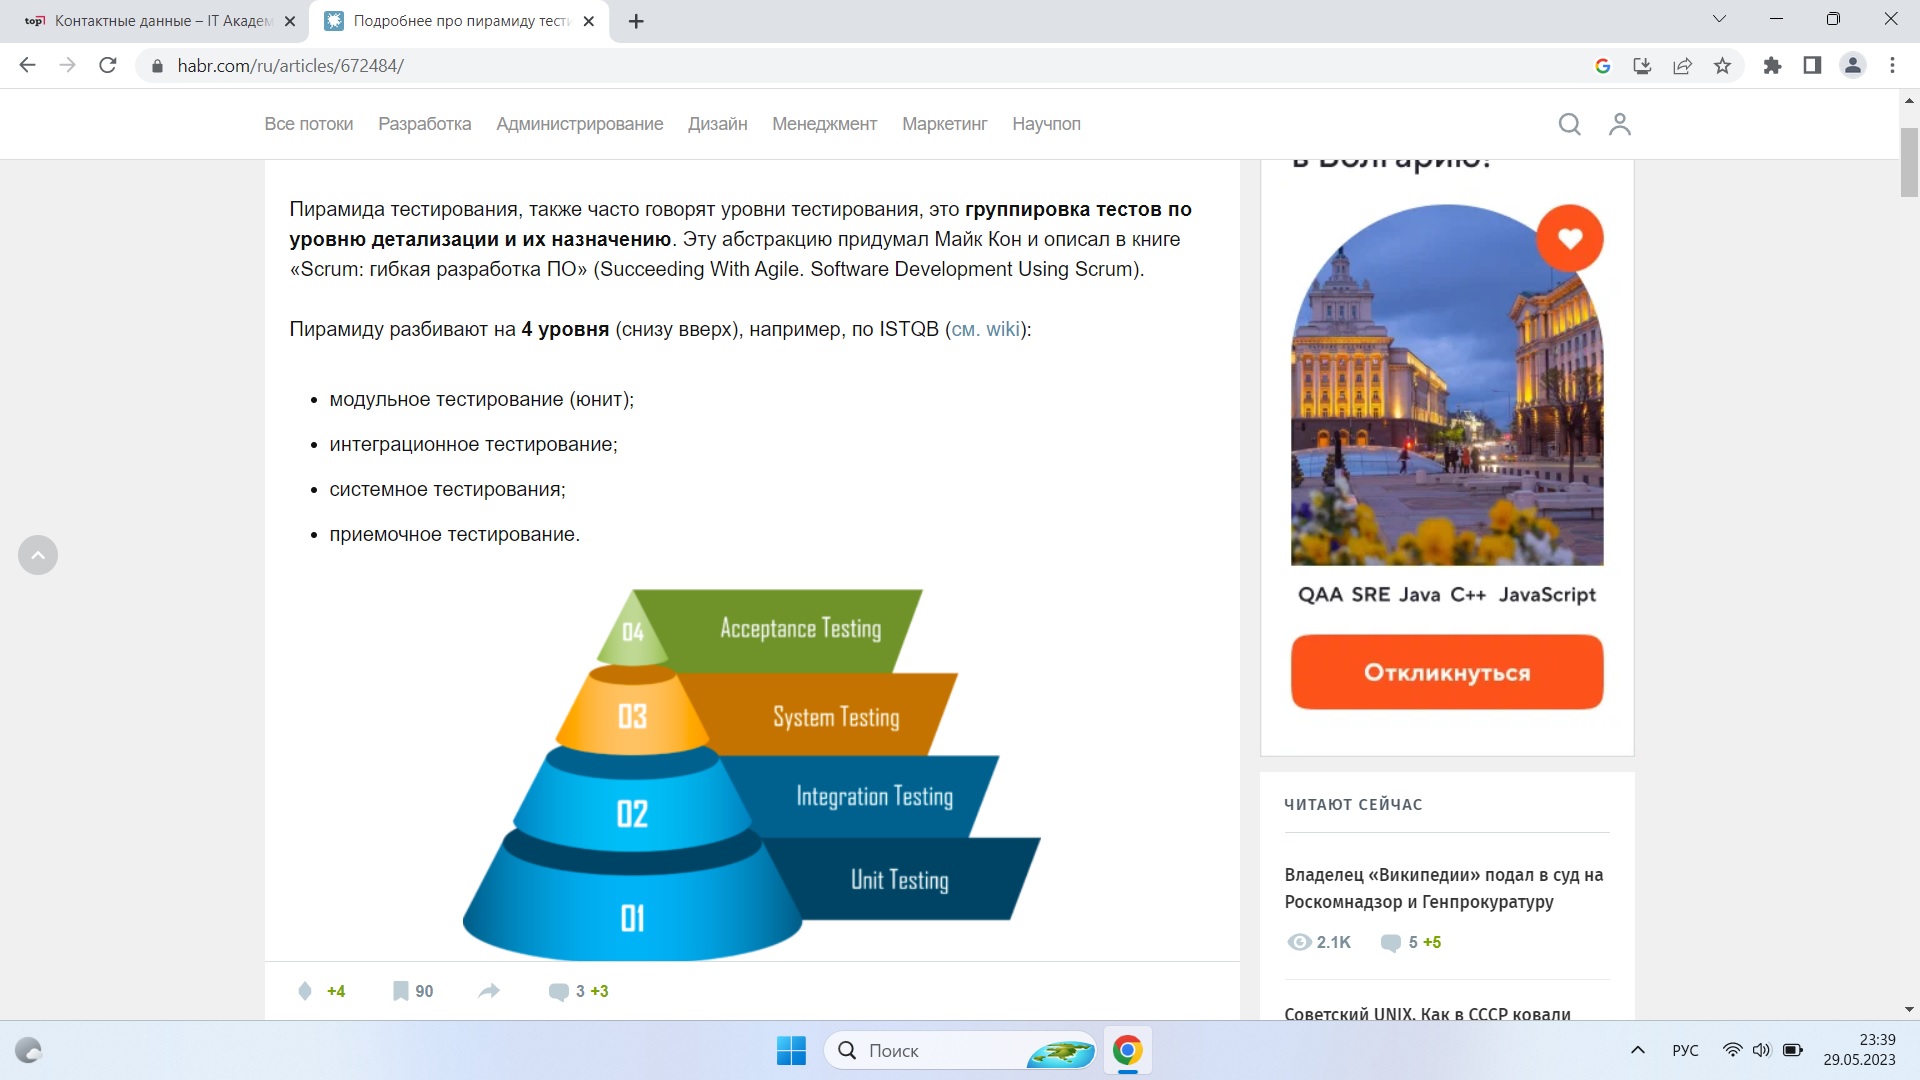 top Контактные данные – IT Академ
Подробнее про пирамиду тести
habr.com/ru/articles/672484/
Все потоки Разработка Администрирование Дизайн Менеджмент Маркетинг Научпоп
Пирамида тестирования, также часто говорят уровни тестирования, это группировка тестов по
уровню детализации и их назначению. Эту абстракцию придумал Майк Кон и описал в книге
«Scrum: гибкая разработка ПО» (Succeeding With Agile. Software Development Using Scrum).
Пирамиду разбивают на 4 уровня (снизу вверх), например, по ISTQB (см. wiki):
• модульное тестирование (юнит);
• интеграционное тестирование;
• системное тестирования;
• приемочное тестирование.
04 Acceptance Testing
03 System Testing
02 Integration Testing
01 Unit Testing
+4 90 3 +3
в Болгарию?
QAA SRE Java C++ JavaScript
Откликнуться
ЧИТАЮТ СЕЙЧАС
Владелец «Википедии» подал в суд на
Роскомнадзор и Генпрокуратуру
2.1K 5 +5
Советский UNIX. Как в СССР ковали
Поиск
РУС
23:39
29.05.2023